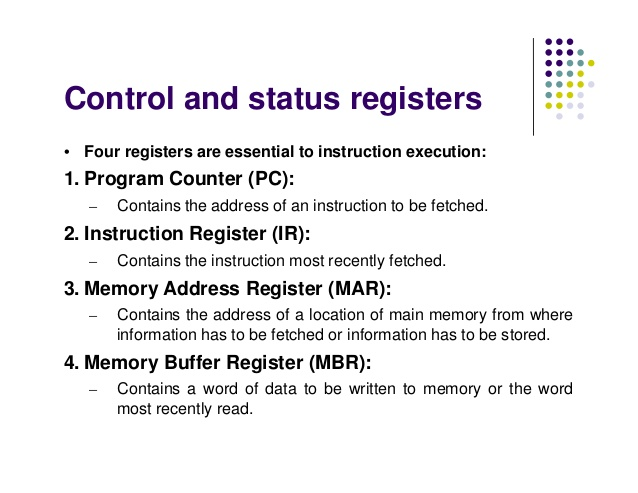 Control and status registers
• Four registers are essential to instruction execution:
1. Program Counter (PC):
– Contains the address of an instruction to be fetched.
2. Instruction Register (IR):
– Contains the instruction most recently fetched.
3. Memory Address Register (MAR):
– Contains the address of a location of main memory from where
information has to be fetched or information has to be stored.
4. Memory Buffer Register (MBR):
– Contains a word of data to be written to memory or the word
most recently read.